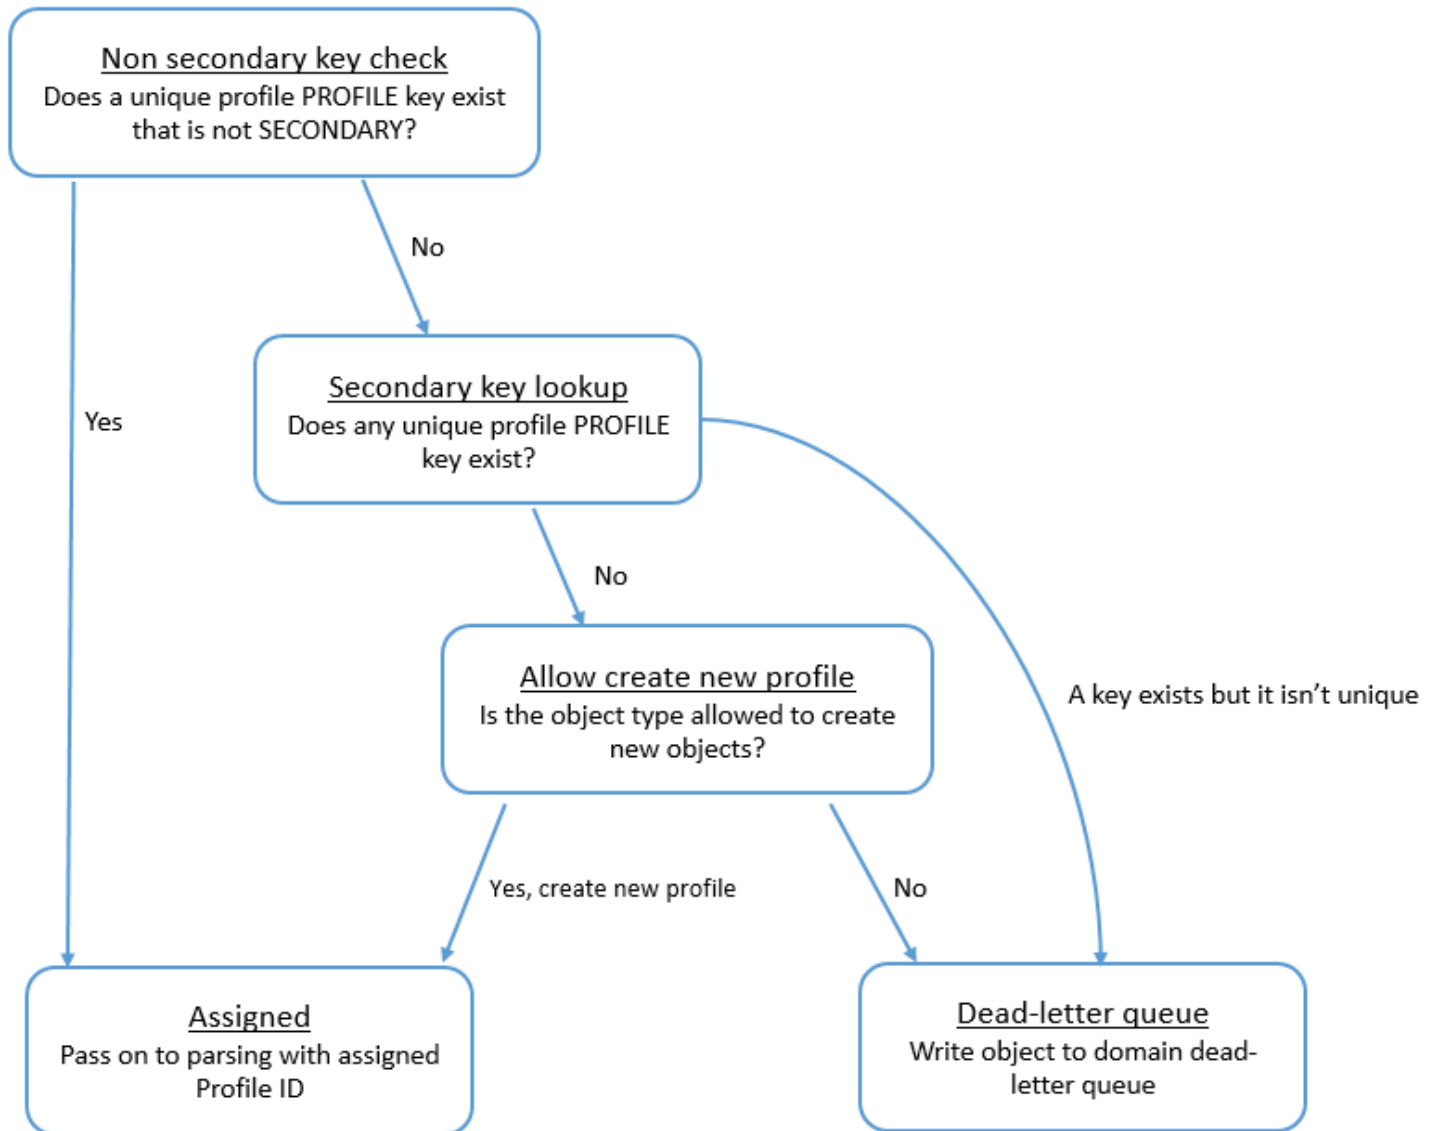 Non secondary key check
Does a unique profile PROFILE key exist
that is not SECONDARY?
No
Yes
Secondary key lookup
Does any unique profile PROFILE
key exist?
No
Allow create new profile
Is the object type allowed to create
new objects?
A key exists but it isn’t unique
Yes, create new profile
No
Assigned
Pass on to parsing with assigned
Profile ID
Dead-letter queue
Write object to domain dead-
letter queue